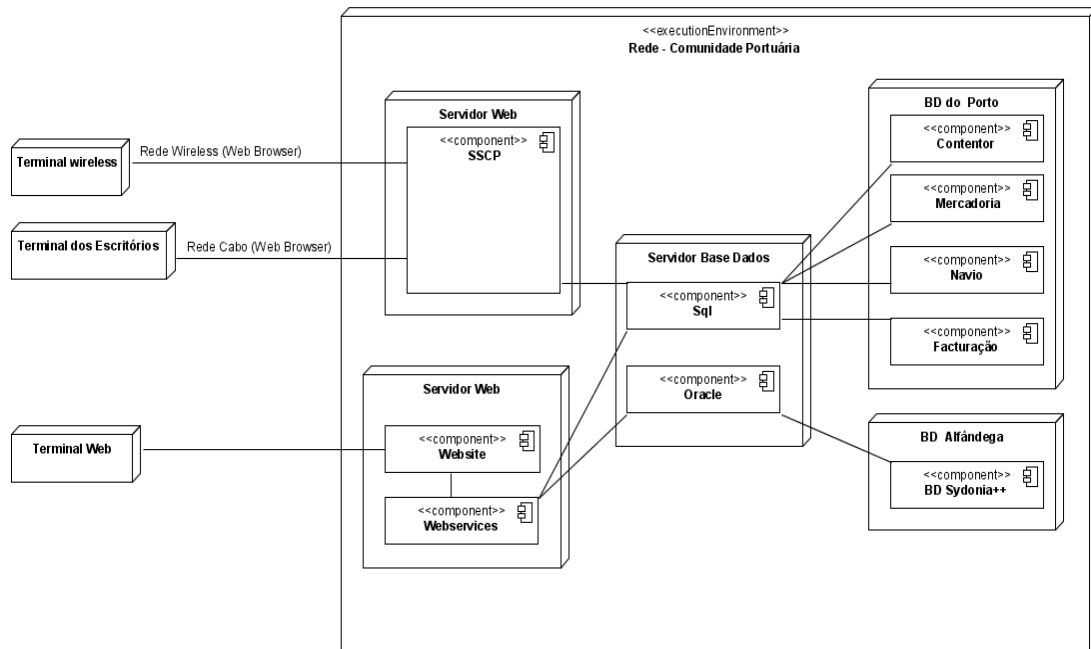 <<executionEnvironment>>
Rede - Comunidade Portuária
Servidor Web
<<component>>
SSCP
Terminal wireless
Rede Wireless (Web Browser)
Terminal dos Escritórios
Rede Cabo (Web Browser)
BD do Porto
<<component>>
Contentor
<<component>>
Mercadoria
<<component>>
Navio
<<component>>
Facturação
Servidor Base Dados
<<component>>
Sql
<<component>>
Oracle
Servidor Web
<<component>>
Website
<<component>>
Webservices
Terminal Web
BD Alfândega
<<component>>
BD Sydonia++